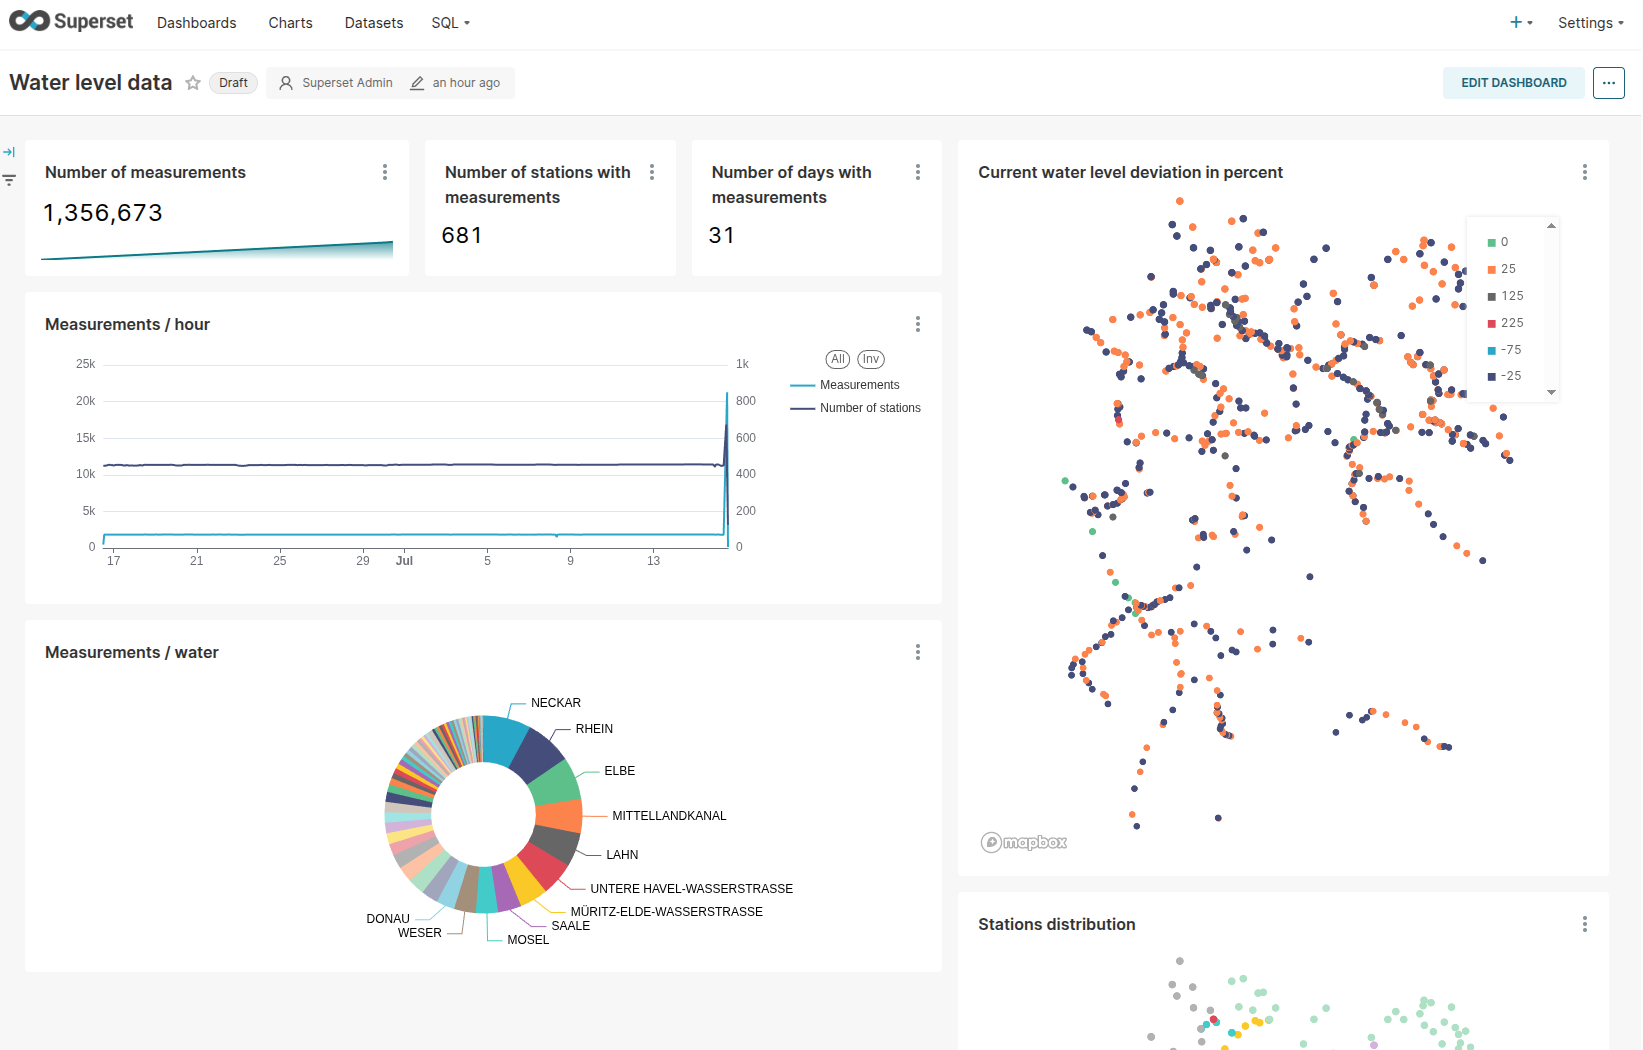 Superset Dashboards Charts Datasets SQL Settings
Water level data Draft Superset Admin an hour ago EDIT DASHBOARD ...
Number of measurements
1,356,673
Number of stations with
measurements
681
Number of days with
measurements
31
Current water level deviation in percent
0
25
125
225
-75
-25
mapbox
Measurements / hour
All Inv
Measurements
Number of stations
25k
20k
15k
10k
5k
0
1k
800
600
400
200
0
17 21 25 29 Jul 5 9 13
Measurements / water
NECKAR
RHEIN
ELBE
MITTELLANDKANAL
LAHN
UNTERE HAVEL-WASSERSTRASSE
MÜRITZ-ELDE-WASSERSTRASSE
SAALE
MOSEL
WESER
DONAU
Stations distribution